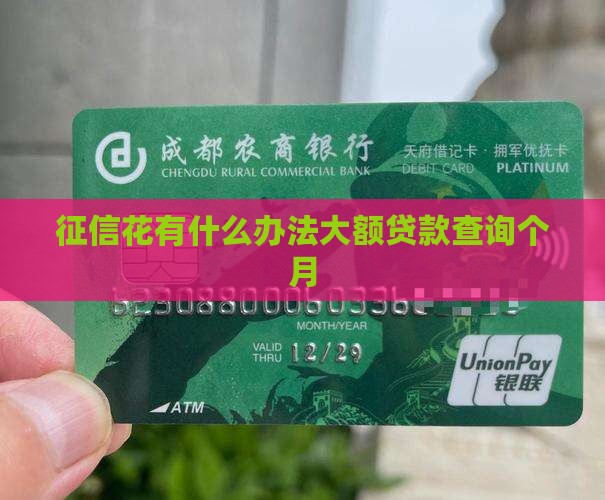 成都农商银行
CHENGDU RURAL COMMERCIAL BANK
天府借记卡·拥军优抚卡
DEBIT CARD PLATINUM
征信花有什么办法大额贷款查询个
月
MONTH/YEAR
VALID THRU 12/29
UnionPay
银联
ATM